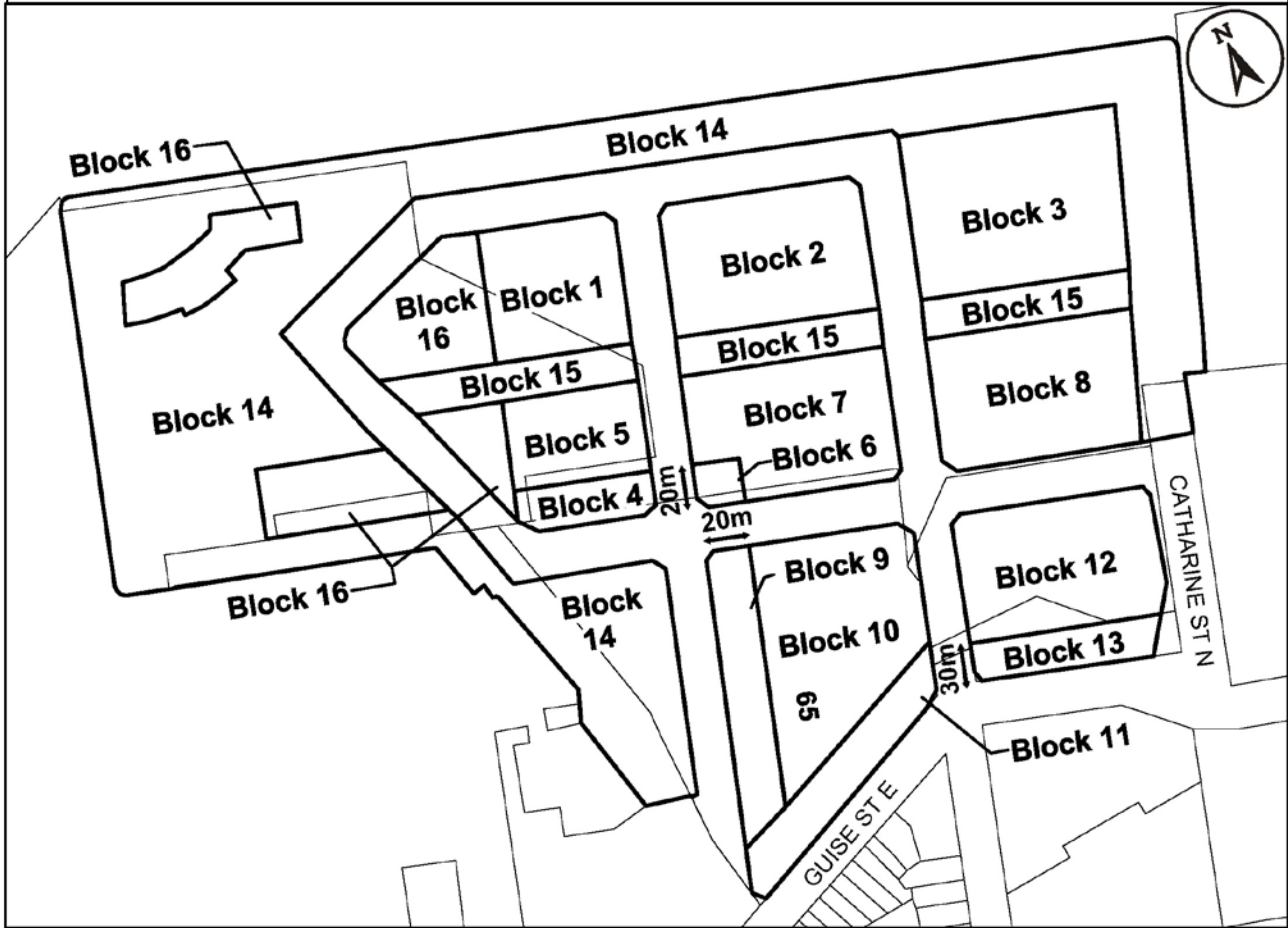 N
Block 14
Block 16
Block 3
Block 2
Block 1
Block
16
Block 15
Block 15
Block 15
Block 14
Block 8
Block 7
Block 5
Block 6
Block 4
20m
20m
CATHARINE ST N
Block 9
Block 12
Block 16
Block
14
Block 10
Block 13
30m
65
Block 11
GUISE ST E